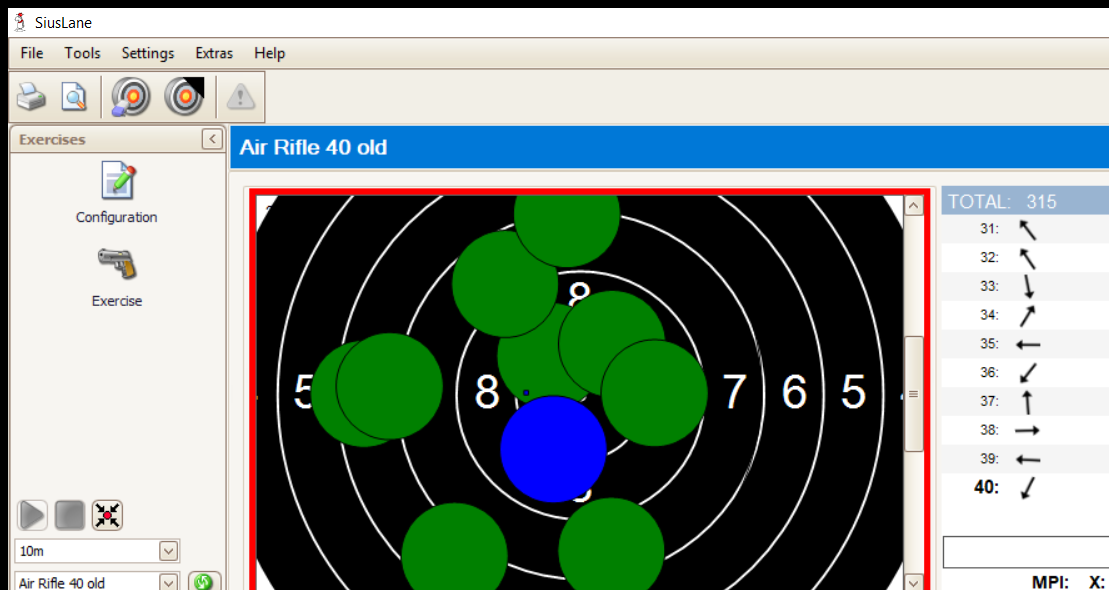 SiusLane
File Tools Settings Extras Help
Exercises
Air Rifle 40 old
Configuration
Exercise
10m
Air Rifle 40 old
8
5 8 7 6 5
TOTAL: 315
31:
32:
33:
34:
35:
36:
37:
38:
39:
40:
MPI: X: